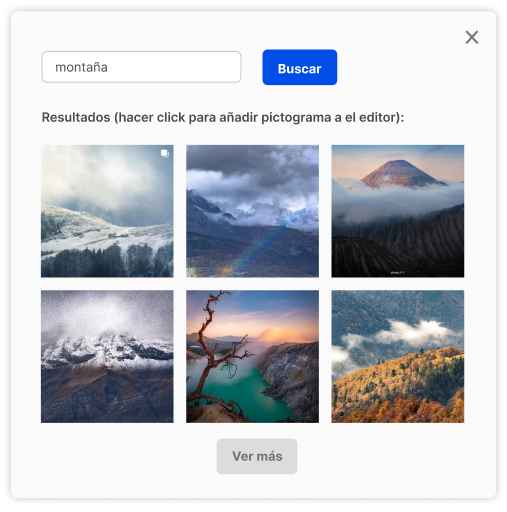 montaña
Buscar
Resultados (hacer click para añadir pictograma a el editor):
Ver más